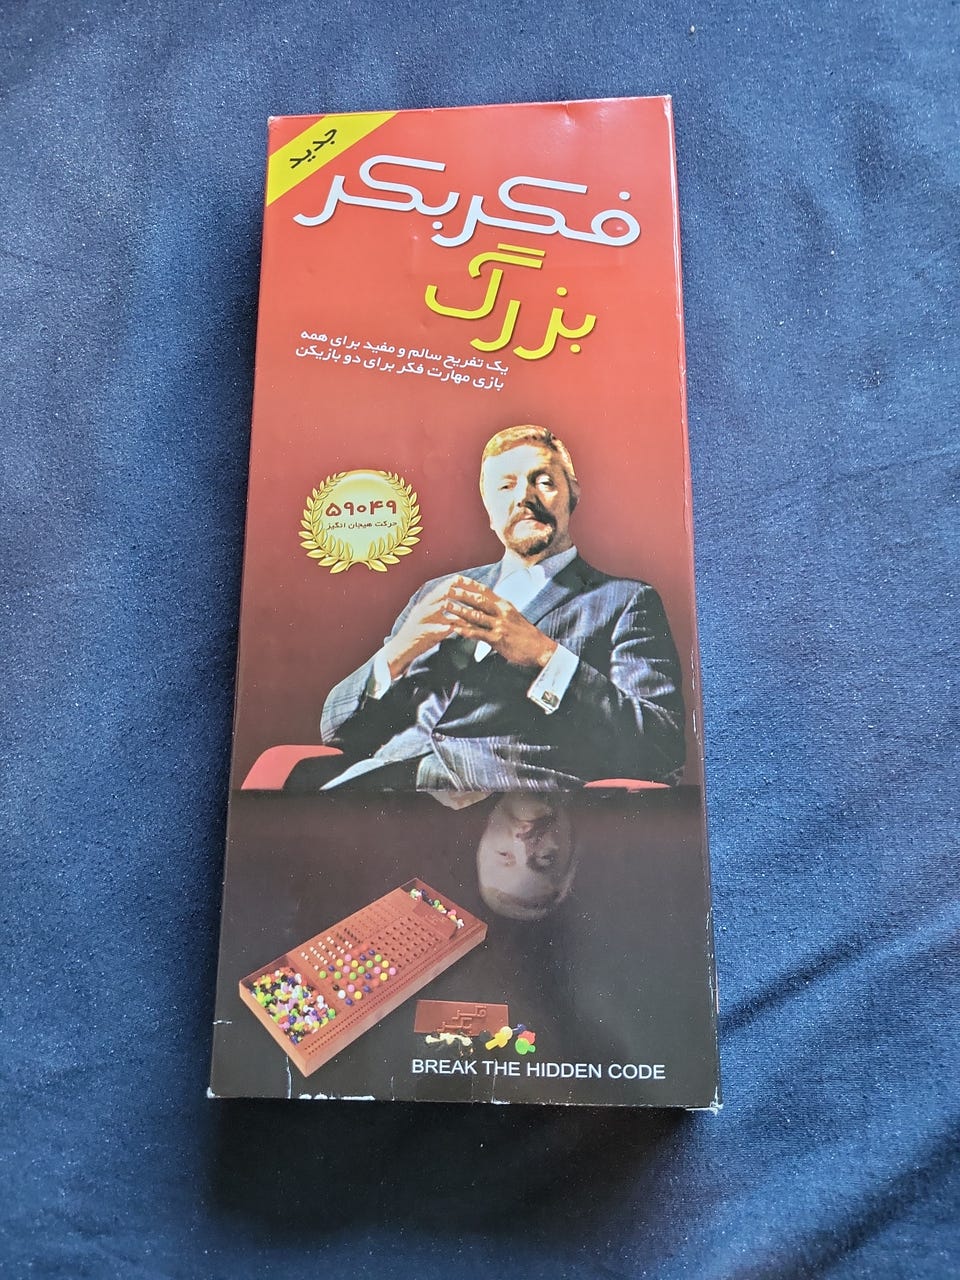 جدید
فکربکر
بزرگ
یک تفریح سالم و مفید برای همه
بازی مهارت فکر برای دو بازیکن
۵۹۰۴۹
حرکت هیجان انگیز
فکر
بکر
BREAK THE HIDDEN CODE